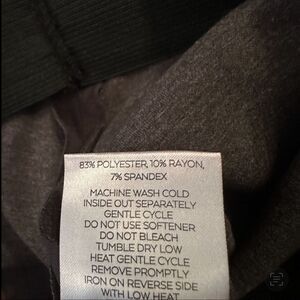 83% POLYESTER, 10% RAYON,
7% SPANDEX
MACHINE WASH COLD
INSIDE OUT SEPARATELY
GENTLE CYCLE
DO NOT USE SOFTENER
DO NOT BLEACH
TUMBLE DRY LOW
HEAT GENTLE CYCLE
REMOVE PROMPTLY
IRON ON REVERSE SIDE
WITH LOW HEAT